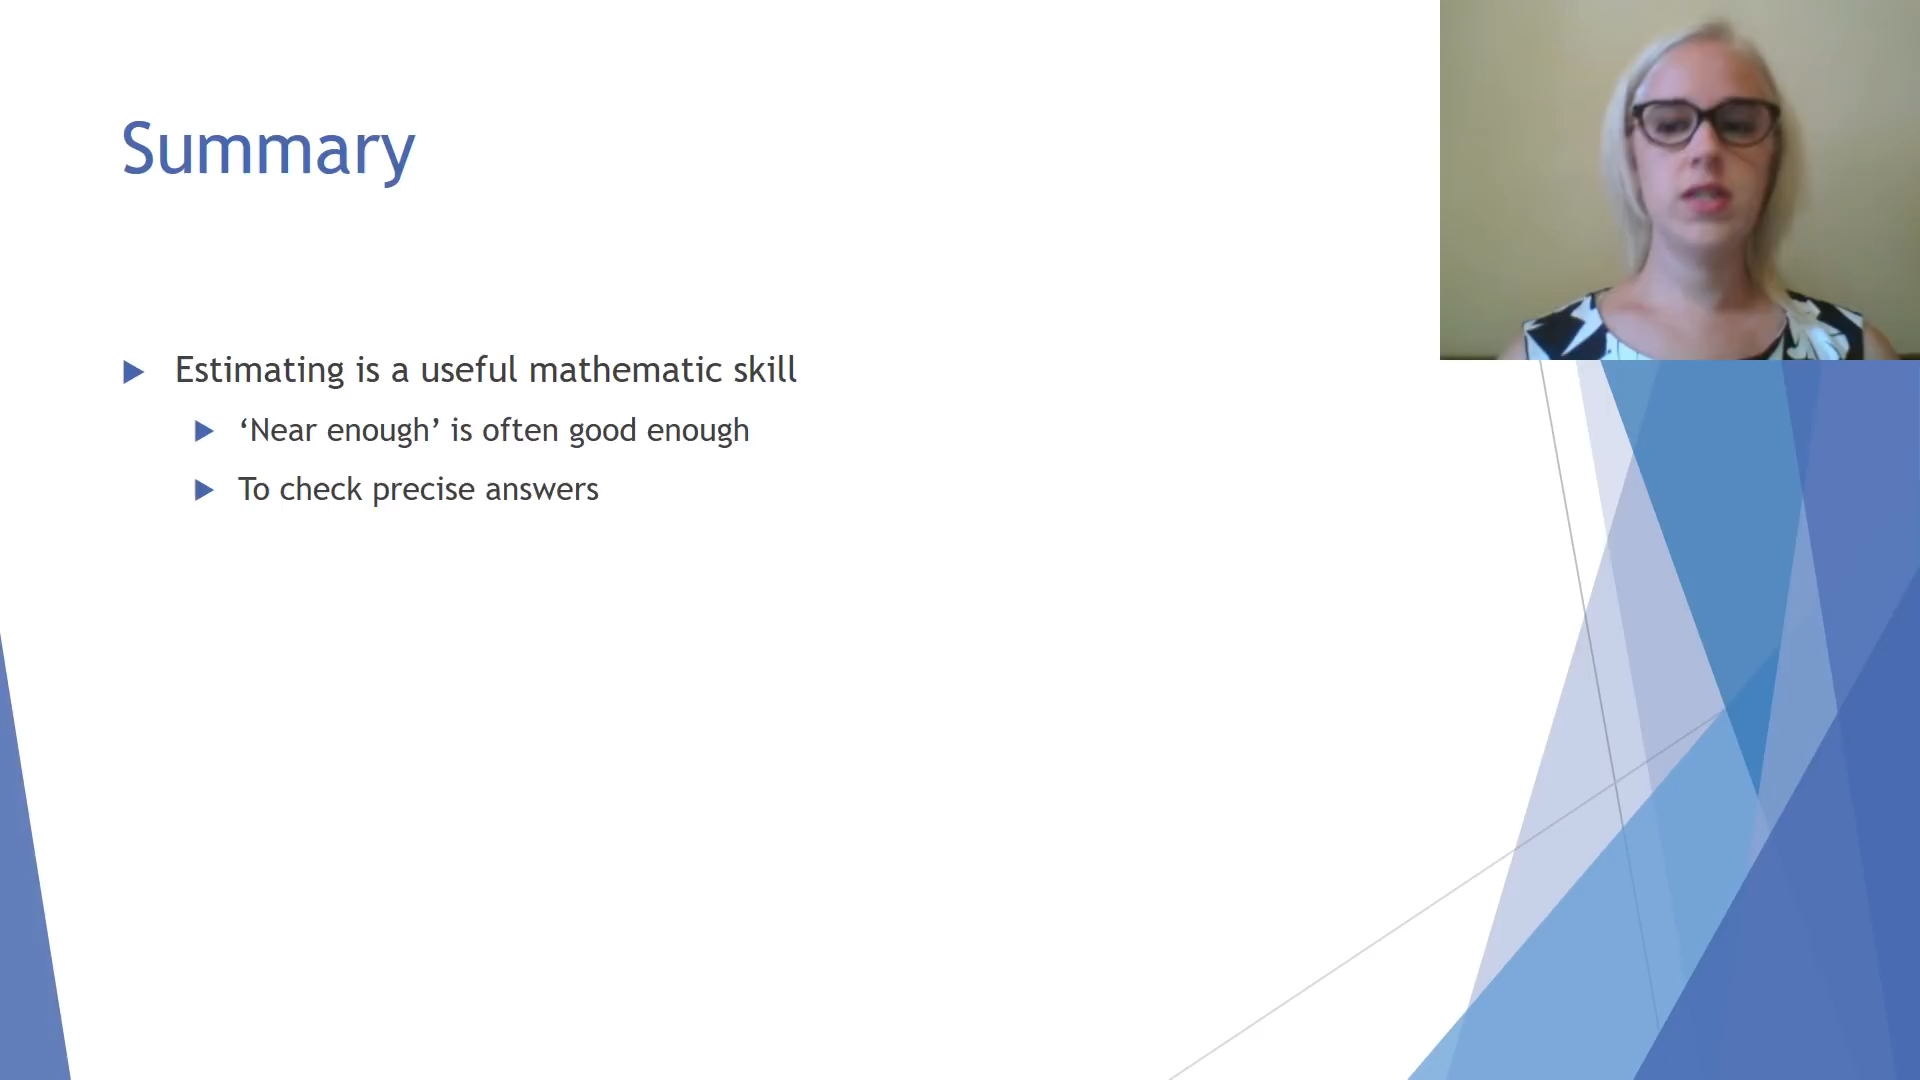 Summary
Estimating is a useful mathematic skill
‘Near enough’ is often good enough
To check precise answers